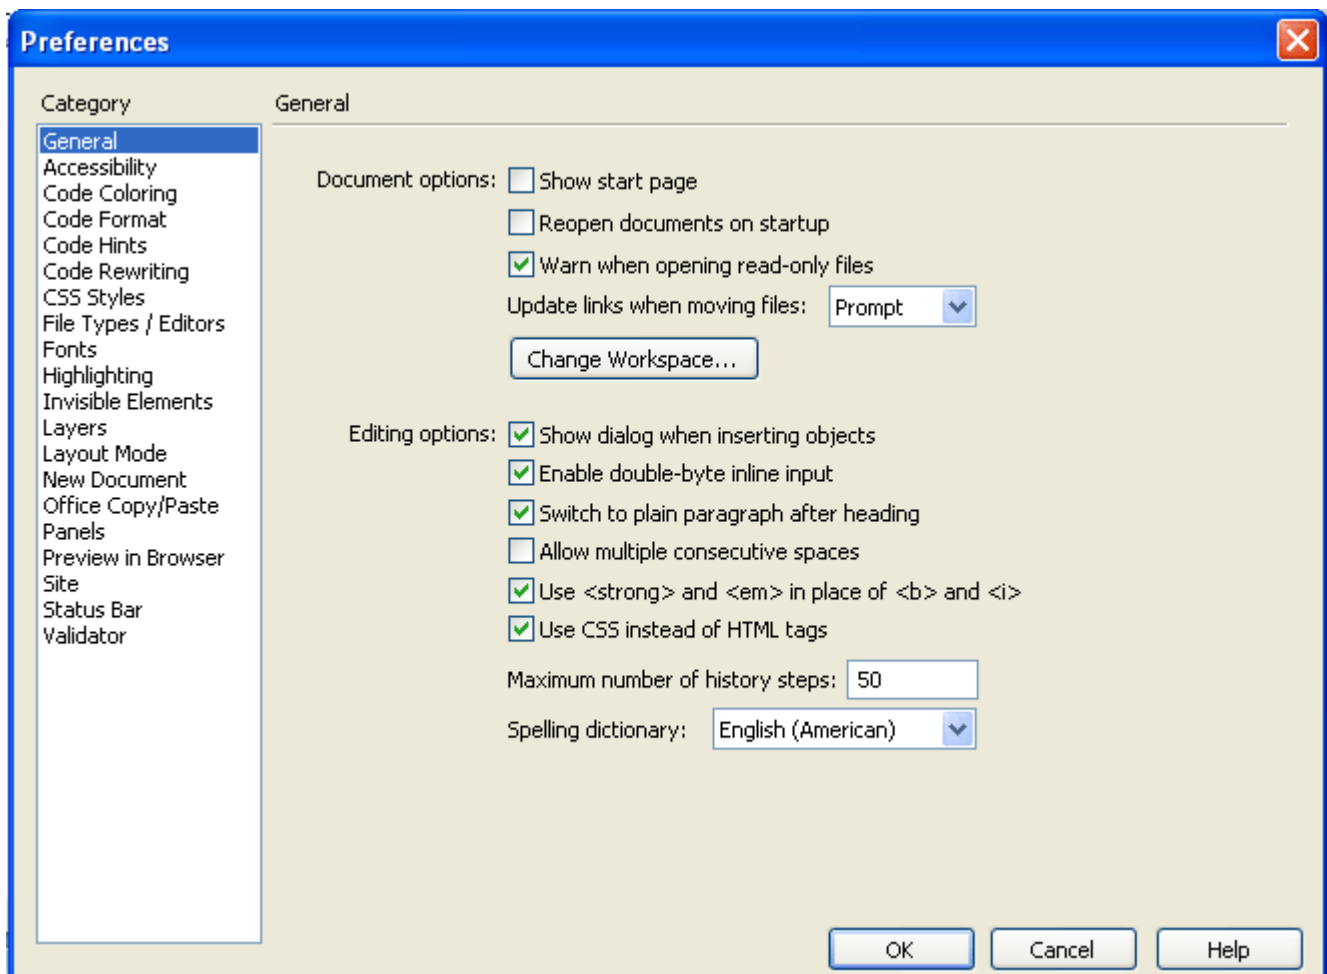 Preferences
Category
General
General
Accessibility
Code Coloring
Code Format
Code Hints
Code Rewriting
CSS Styles
File Types / Editors
Fonts
Highlighting
Invisible Elements
Layers
Layout Mode
New Document
Office Copy/Paste
Panels
Preview in Browser
Site
Status Bar
Validator
Document options: Show start page
Reopen documents on startup
Warn when opening read-only files
Update links when moving files: Prompt
Change Workspace...
Editing options: Show dialog when inserting objects
Enable double-byte inline input
Switch to plain paragraph after heading
Allow multiple consecutive spaces
Use <strong> and <em> in place of <b> and <i>
Use CSS instead of HTML tags
Maximum number of history steps: 50
Spelling dictionary: English (American)
OK Cancel Help